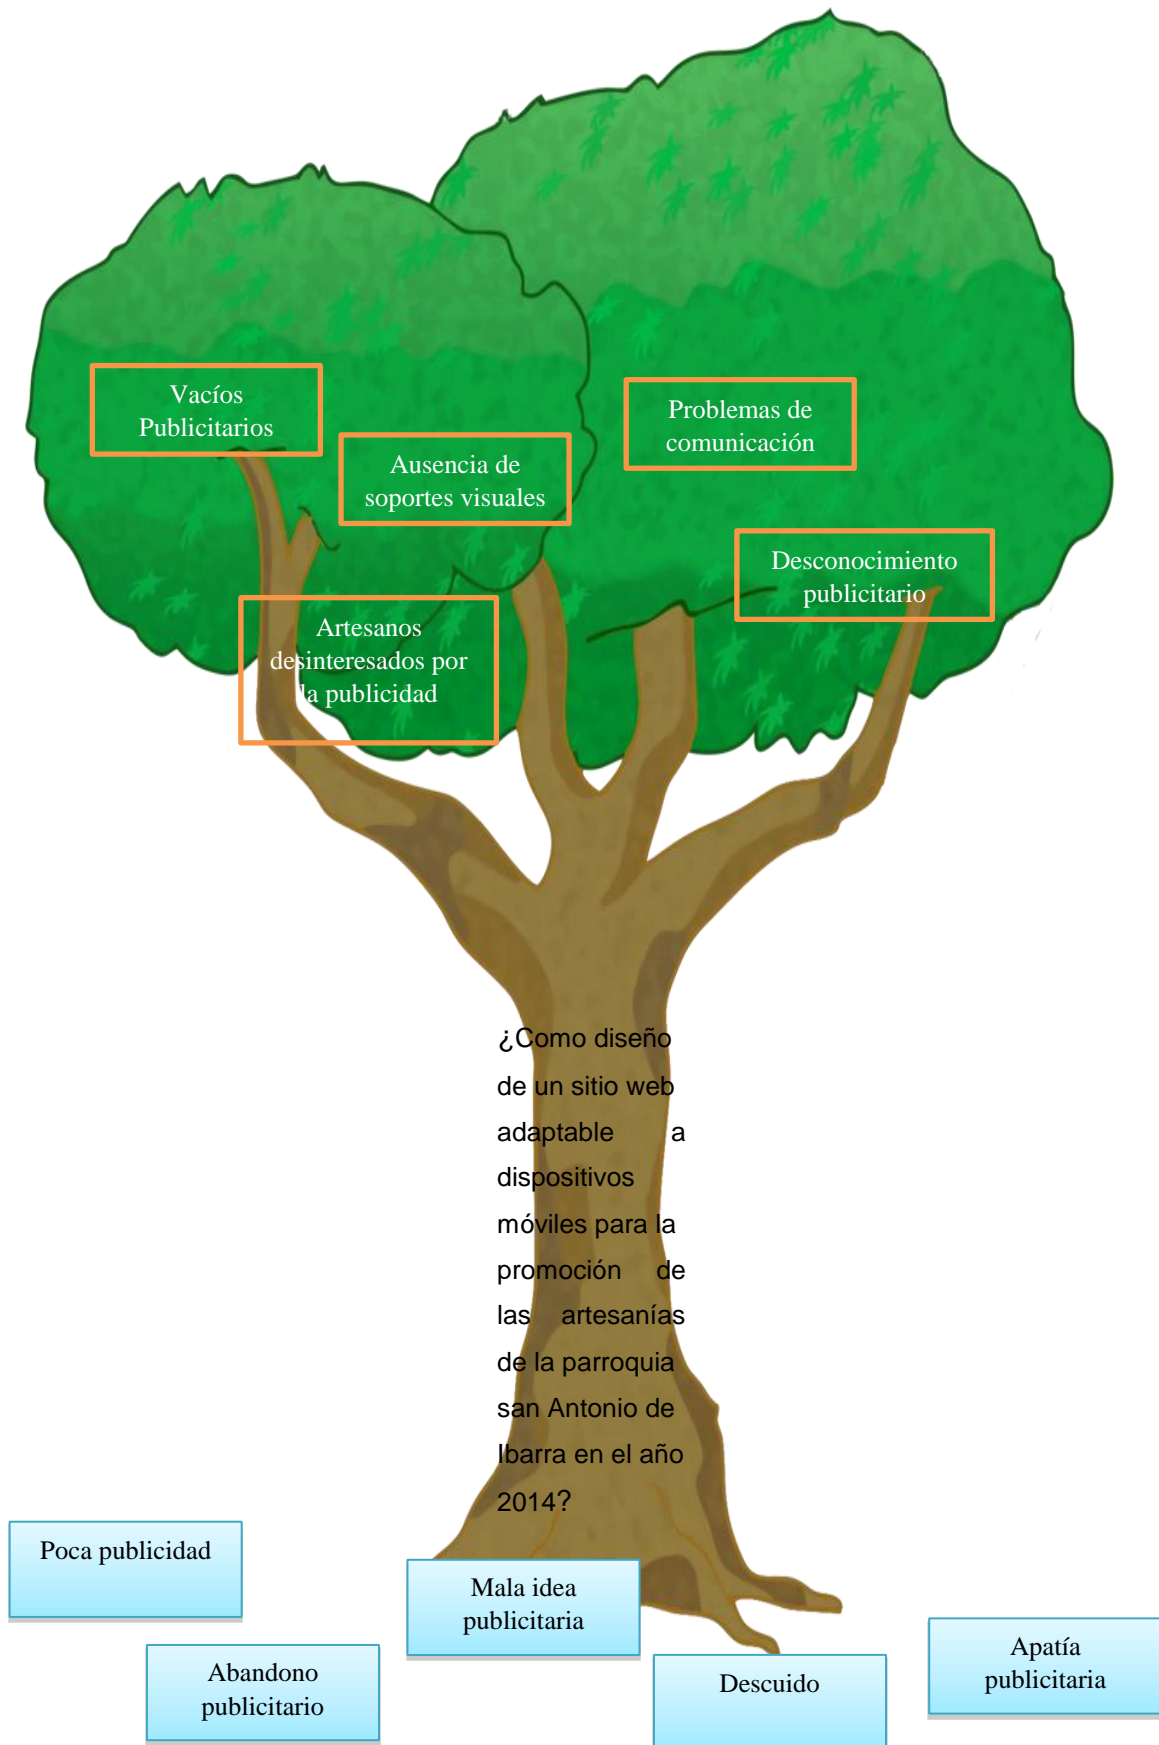 Vacíos
Publicitarios
Problemas de
comunicación
Ausencia de
soportes visuales
Desconocimiento
publicitario
Artesanos
desinteresados por
la publicidad
¿Como diseño
de un sitio web
adaptable a
dispositivos
móviles para la
promoción de
las artesanías
de la parroquia
san Antonio de
Ibarra en el año
2014?
Poca publicidad
Mala idea
publicitaria
Apatía
publicitaria
Abandono
publicitario
Descuido